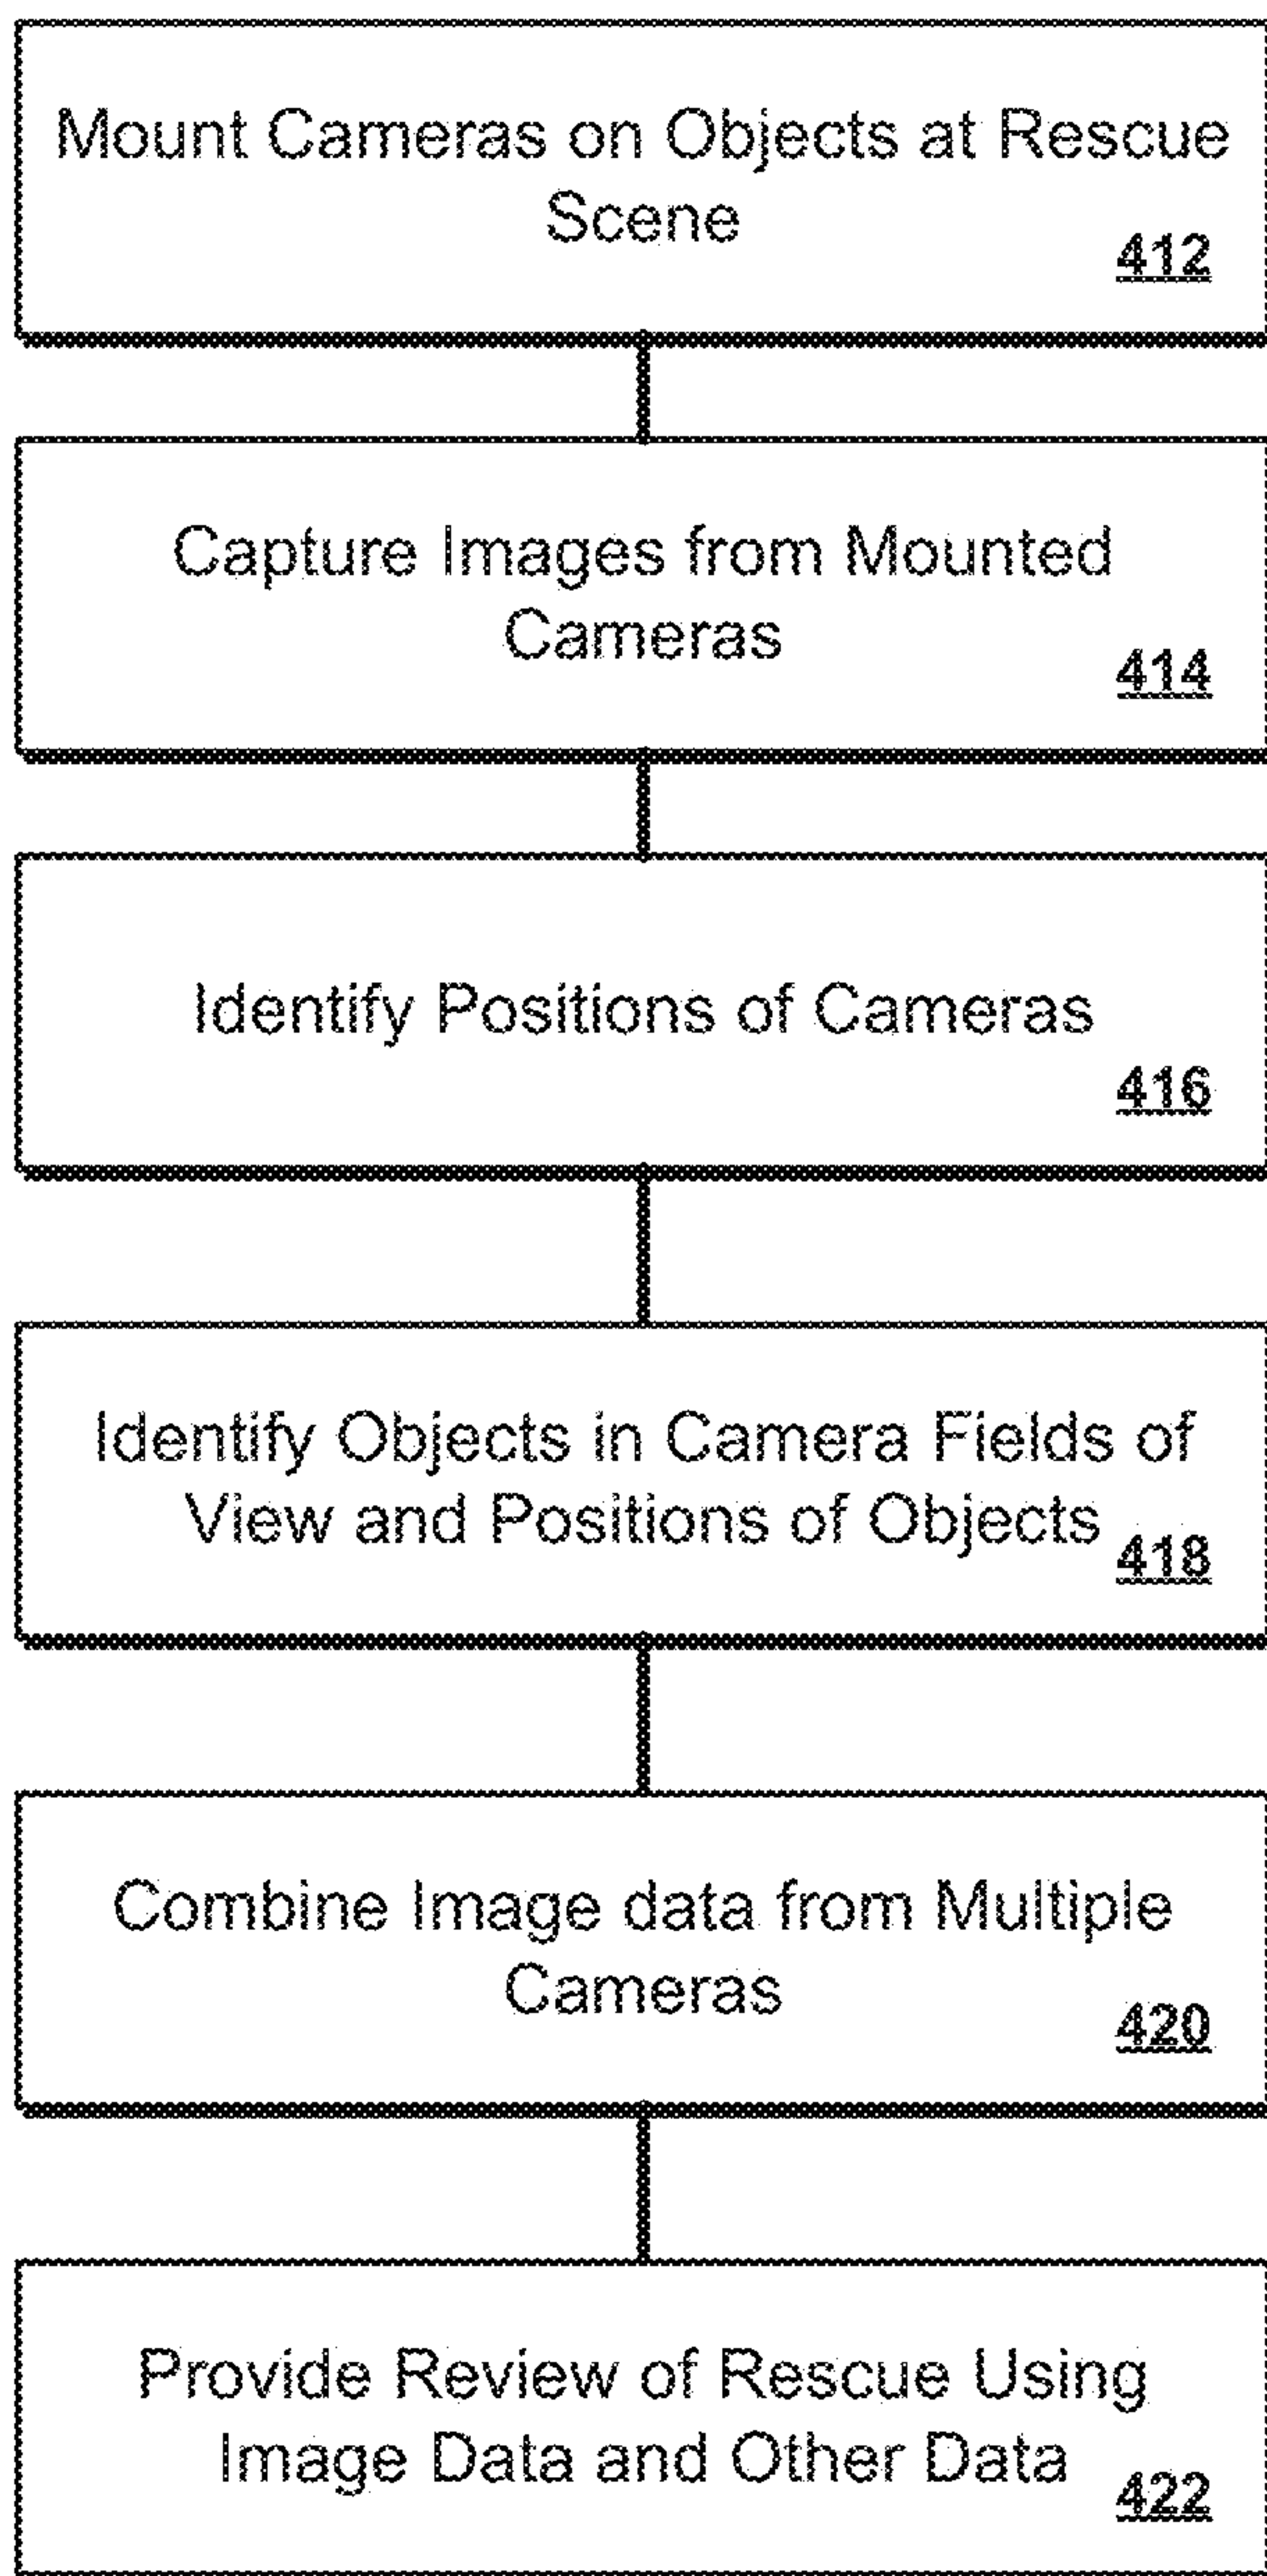 Mount Cameras on Objects at Rescue
Scene
412
Capture Images from Mounted
Cameras
414
Identify Positions of Cameras
416
Identify Objects in Camera Fields of
View and Positions of Objects
418
Combine Image data from Multiple
Cameras
420
Provide Review of Rescue Using
Image Data and Other Data
422